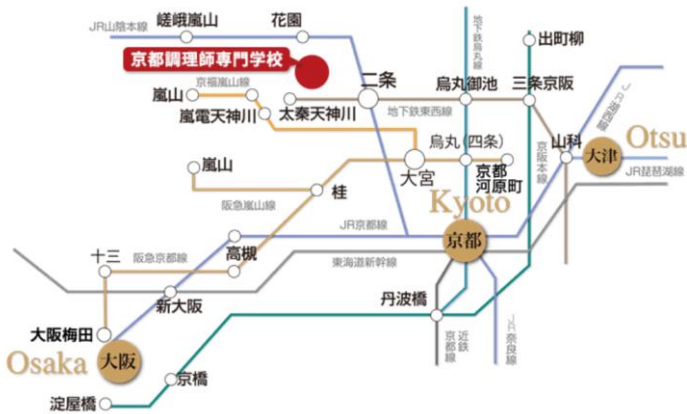 JR山陰本線
嵯峨嵐山
花園
地下鉄烏丸線
出町柳
京都調理師専門学校
京福嵐山線
二条
烏丸御池
三条京阪
嵐山
嵐電天神川
太秦天神川
地下鉄東西線
JR湖西線
Otsu
大津
山科
京阪本線
JR琵琶湖線
烏丸(四条)
大宮
京都
河原町
嵐山
阪急嵐山線
桂
Kyoto
京都
JR京都線
十三
阪急京都線
高槻
東海道新幹線
新大阪
丹波橋
大阪梅田
Osaka
大阪
近鉄
京都線
JR奈良線
京橋
淀屋橋